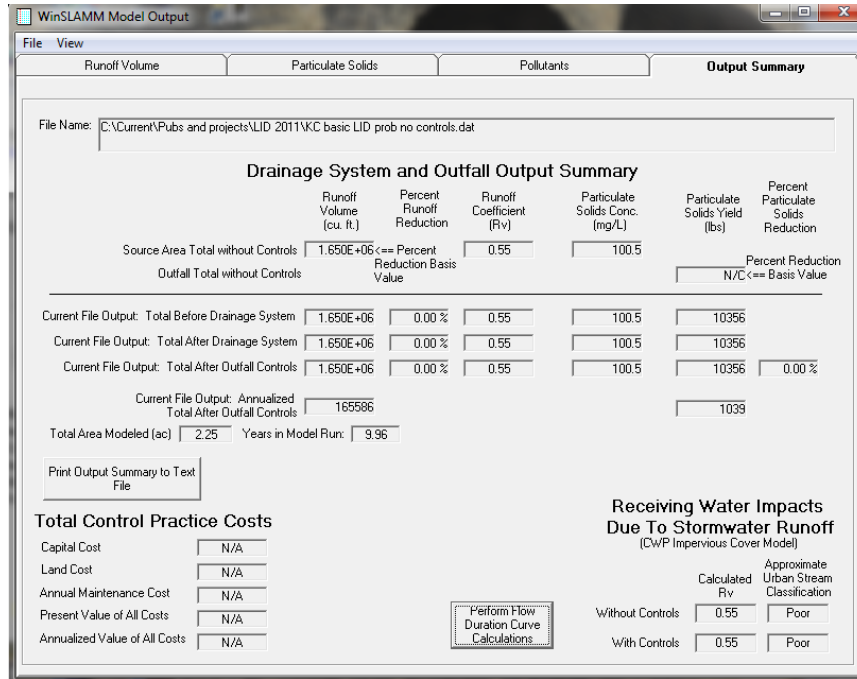 WinSLAMM Model Output
File View
Runoff Volume Particulate Solids Pollutants Output Summary
File Name: C:\Current\Pubs and projects\LID 2011\KC basic LID prob no controls.dat
Drainage System and Outfall Output Summary
Runoff Volume (cu. ft.) Percent Runoff Reduction Runoff Coefficient (Rv) Particulate Solids Conc. (mg/L) Particulate Solids Yield (lbs) Percent Particulate Solids Reduction
Source Area Total without Controls 1.650E+06 <== Percent Reduction Basis Value 0.55 100.5
Outfall Total without Controls N/C <== Percent Reduction Basis Value
Current File Output: Total Before Drainage System 1.650E+06 0.00 % 0.55 100.5 10356
Current File Output: Total After Drainage System 1.650E+06 0.00 % 0.55 100.5 10356
Current File Output: Total After Outfall Controls 1.650E+06 0.00 % 0.55 100.5 10356 0.00 %
Current File Output: Annualized Total After Outfall Controls 165586 1039
Total Area Modeled (ac) 2.25 Years in Model Run: 9.96
Print Output Summary to Text File
Total Control Practice Costs
Capital Cost N/A
Land Cost N/A
Annual Maintenance Cost N/A
Present Value of All Costs N/A
Annualized Value of All Costs N/A
Perform Flow Duration Curve Calculations
Receiving Water Impacts
Due To Stormwater Runoff
(CWP Impervious Cover Model)
Calculated Rv Approximate Urban Stream Classification
Without Controls 0.55 Poor
With Controls 0.55 Poor